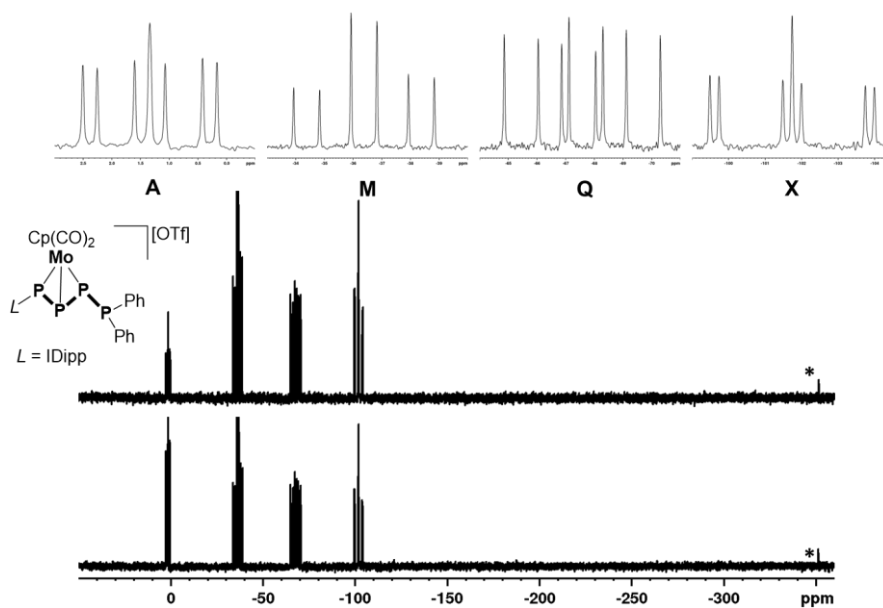 A M Q X
Cp(CO)2
[OTf]
Mo
P P P Ph
L P P
Ph
L = IDipp
*
*
0 -50 -100 -150 -200 -250 -300 ppm